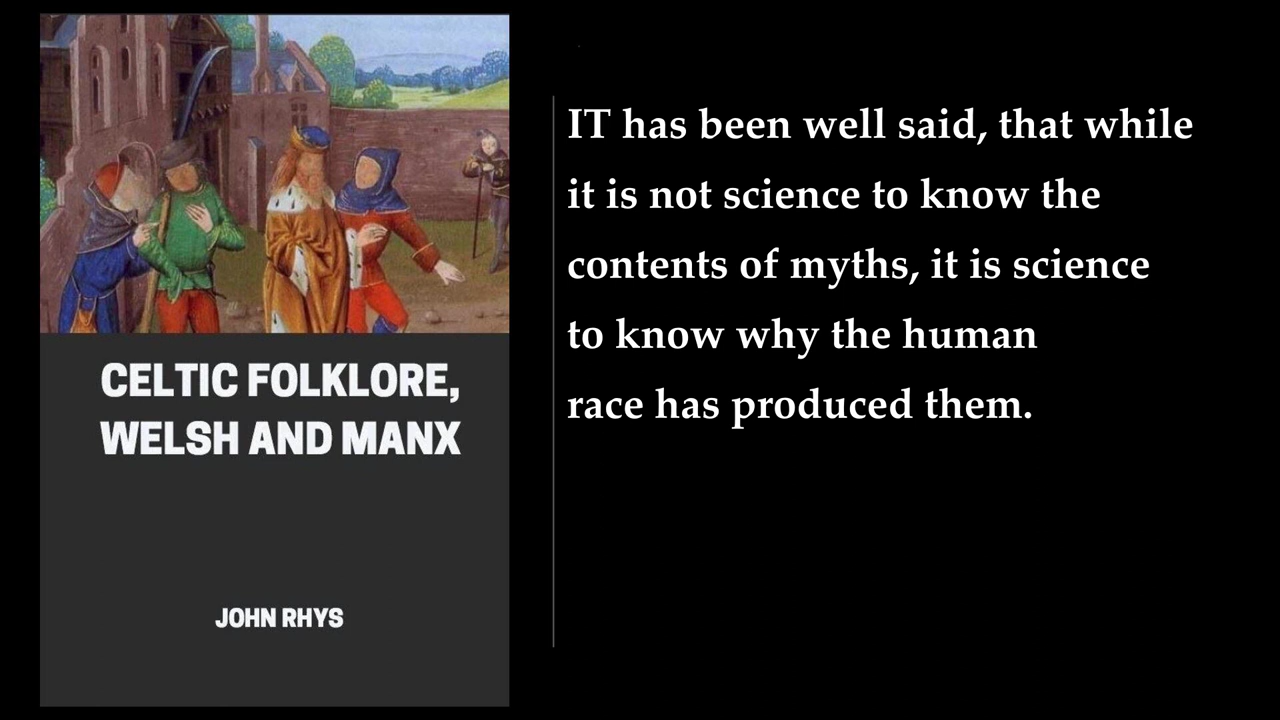 CELTIC FOLKLORE,
WELSH AND MANX
JOHN RHYS
IT has been well said, that while
it is not science to know the
contents of myths, it is science
to know why the human
race has produced them.